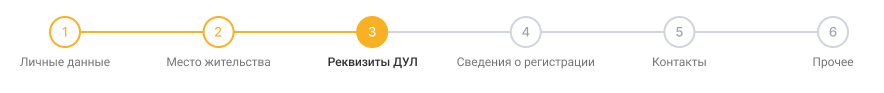 1 2 3 4 5 6
Личные данные Место жительства Реквизиты ДУЛ Сведения о регистрации Контакты Прочее